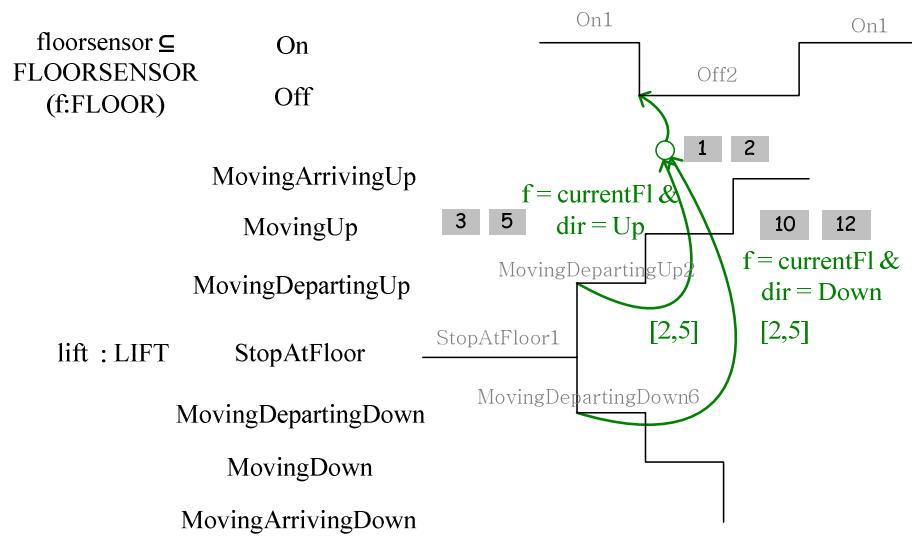 On1
On1
floorsensor ⊆
FLOORSENSOR
(f:FLOOR)
On
Off2
Off
1 2
MovingArrivingUp
f = currentFl &
dir = Up
MovingUp
3 5
10 12
f = currentFl &
dir = Down
MovingDepartingUp2
MovingDepartingUp
[2,5]
[2,5]
StopAtFloor1
lift : LIFT
StopAtFloor
MovingDepartingDown6
MovingDepartingDown
MovingDown
MovingArrivingDown